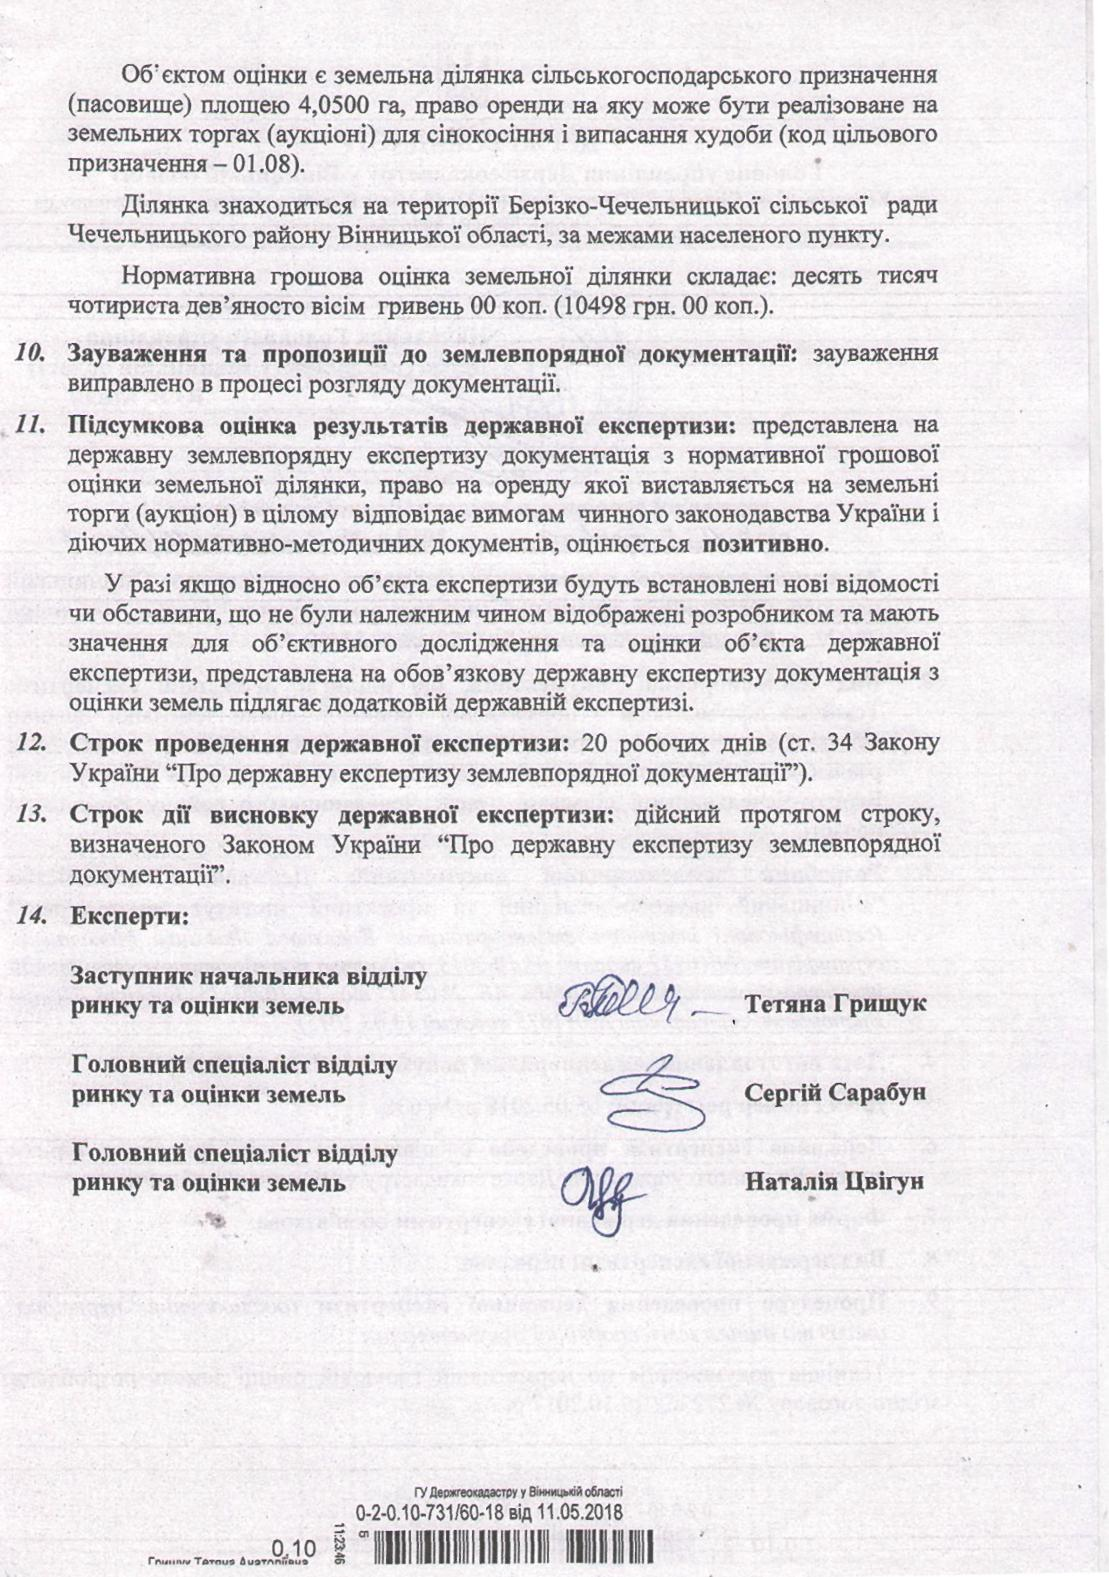 Об'єктом оцінки є земельна ділянка сільськогосподарського призначення
(пасовище) площею 4,0500 га, право оренди на яку може бути реалізоване на
земельних торгах (аукціоні) для сінокосіння і випасання худоби (код цільового
призначення – 01.08).
Ділянка знаходиться на території Берізко-Чечельницької сільської ради
Чечельницького району Вінницької області, за межами населеного пункту.
Нормативна грошова оцінка земельної ділянки складає: десять тисяч
чотириста дев’яносто вісім гривень 00 коп. (10498 грн. 00 коп.).
10. Зауваження та пропозиції до землевпорядної документації: зауваження
виправлено в процесі розгляду документації.
11. Підсумкова оцінка результатів державної експертизи: представлена на
державну землевпорядну експертизу документація з нормативної грошової
оцінки земельної ділянки, право на оренду якої виставляється на земельні
торги (аукціон) в цілому відповідає вимогам чинного законодавства України і
діючих нормативно-методичних документів, оцінюється позитивно.
У разі якщо відносно об’єкта експертизи будуть встановлені нові відомості
чи обставини, що не були належним чином відображені розробником та мають
значення для об’єктивного дослідження та оцінки об’єкта державної
експертизи, представлена на обов’язкову державну експертизу документація з
оцінки земель підлягає додатковій державній експертизі.
12. Строк проведення державної експертизи: 20 робочих днів (ст. 34 Закону
України “Про державну експертизу землевпорядної документації”).
13. Строк дії висновку державної експертизи: дійсний протягом строку,
визначеного Законом України “Про державну експертизу землевпорядної
документації”.
14. Експерти:
Заступник начальника відділу
ринку та оцінки земель Тетяна Грищук
Головний спеціаліст відділу
ринку та оцінки земель Сергій Сарабун
Головний спеціаліст відділу
ринку та оцінки земель Наталія Цвігун
ГУ Держгеокадастру у Вінницькій області
0-2-0.10-731/60-18 від 11.05.2018
11:23:46
5
0.10
Грищук Тетяна Анатоліївна